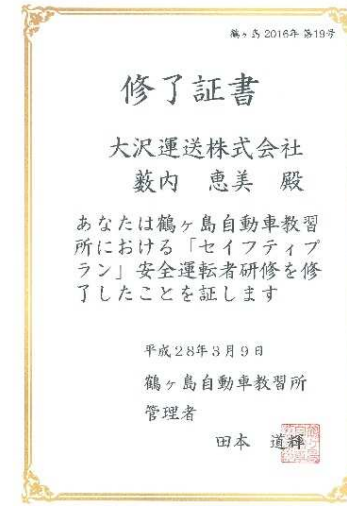 鶴ヶ島 2016年 第19号
修了証書
大沢運送株式会社
藪内 恵美 殿
あなたは鶴ヶ島自動車教習
所における「セイフティプ
ラン」安全運転者研修を修
了したことを証します
平成28年3月9日
鶴ヶ島自動車教習所
管理者
田本 道輝